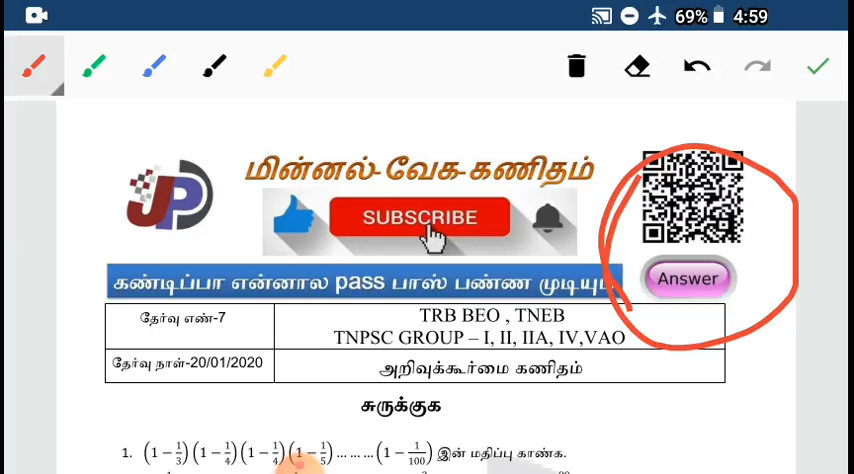 69% 4:59
JP
மின்னல்-வேக-கணிதம்
SUBSCRIBE
Answer
கண்டிப்பா என்னால pass பாஸ் பண்ண முடியும்
தேர்வு எண்-7
TRB BEO , TNEB
TNPSC GROUP – I, II, IIA, IV,VAO
தேர்வு நாள்-20/01/2020
அறிவுக்கூர்மை கணிதம்
சுருக்குக
1. (1 − 1/3)(1 − 1/4)(1 − 1/4)(1 − 1/5) … … … (1 − 1/100) இன் மதிப்பு காண்க.